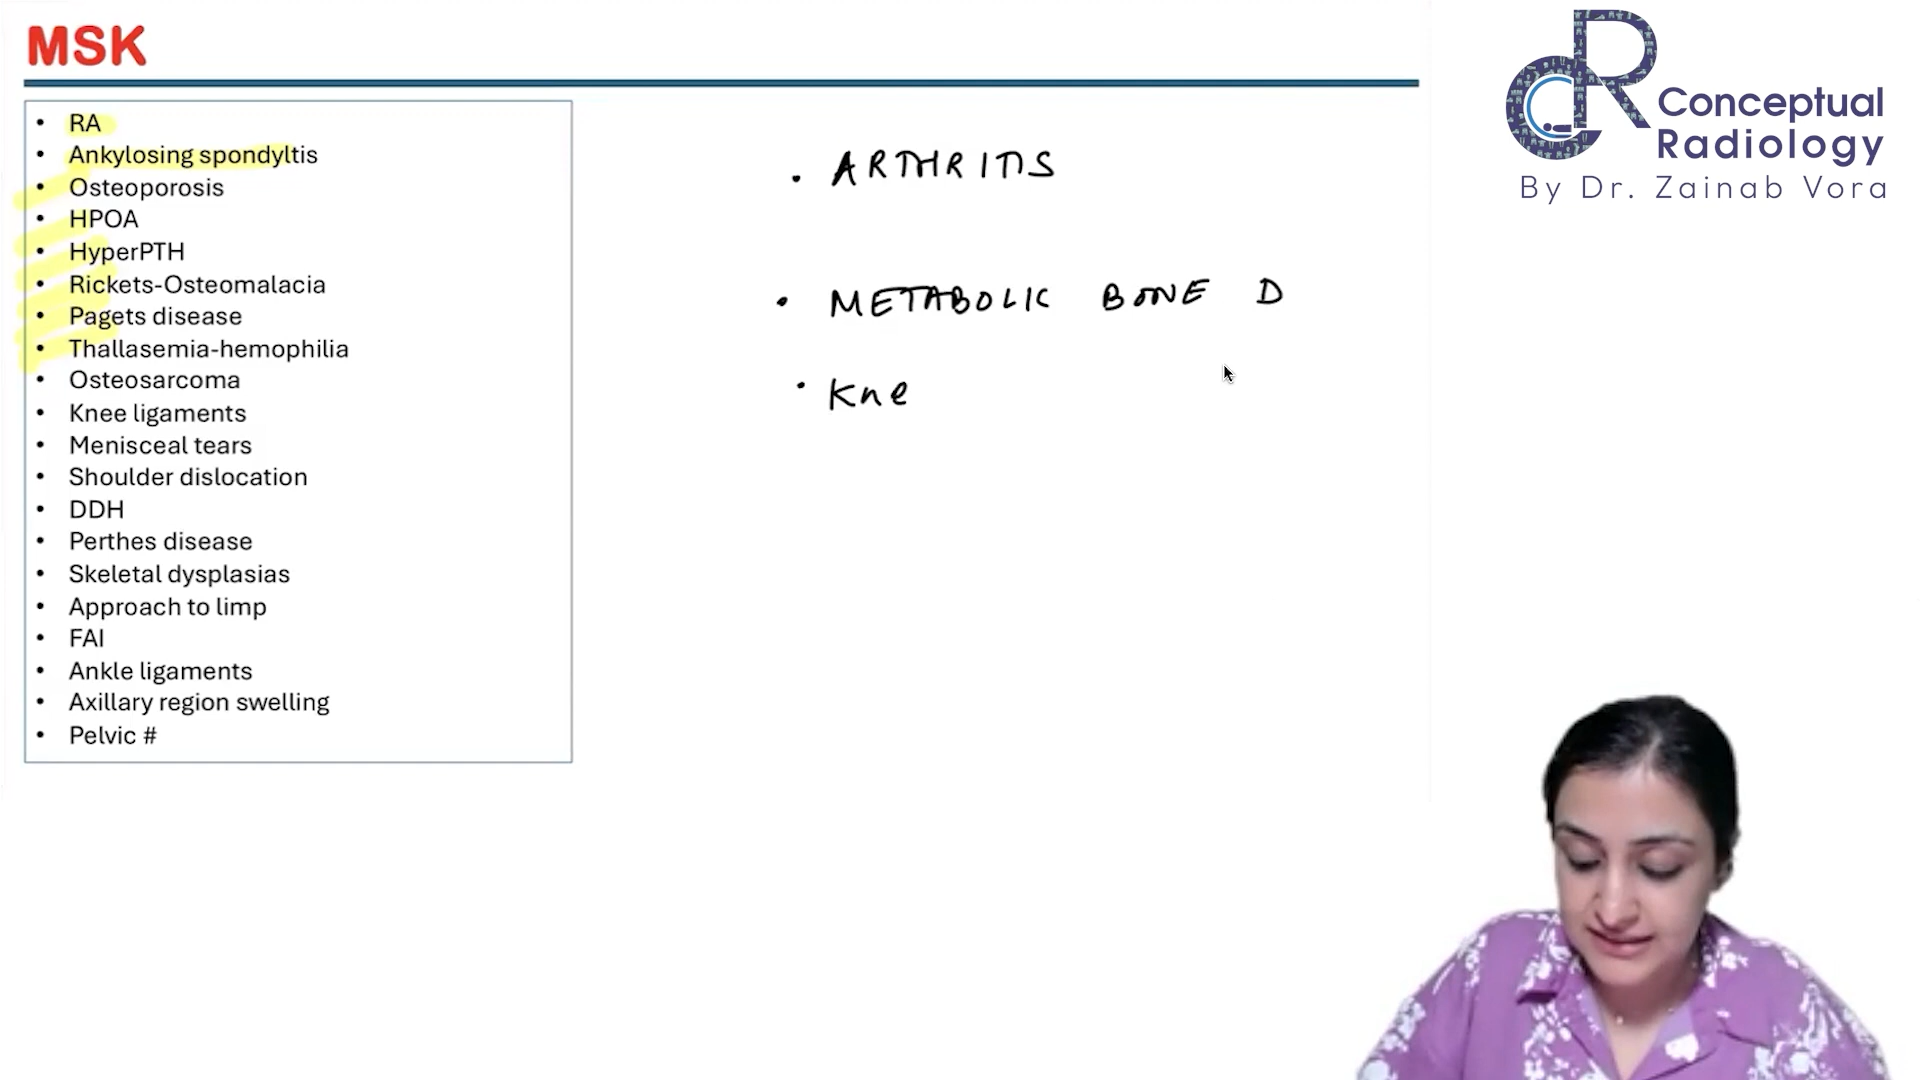 MSK
• RA
• Ankylosing spondyltis
• Osteoporosis
• HPOA
• HyperPTH
• Rickets-Osteomalacia
• Pagets disease
• Thallasemia-hemophilia
• Osteosarcoma
• Knee ligaments
• Menisceal tears
• Shoulder dislocation
• DDH
• Perthes disease
• Skeletal dysplasias
• Approach to limp
• FAI
• Ankle ligaments
• Axillary region swelling
• Pelvic #
• ARTHRITIS
• METABOLIC BONE D
• Kne
CR
Conceptual
Radiology
By Dr. Zainab Vora